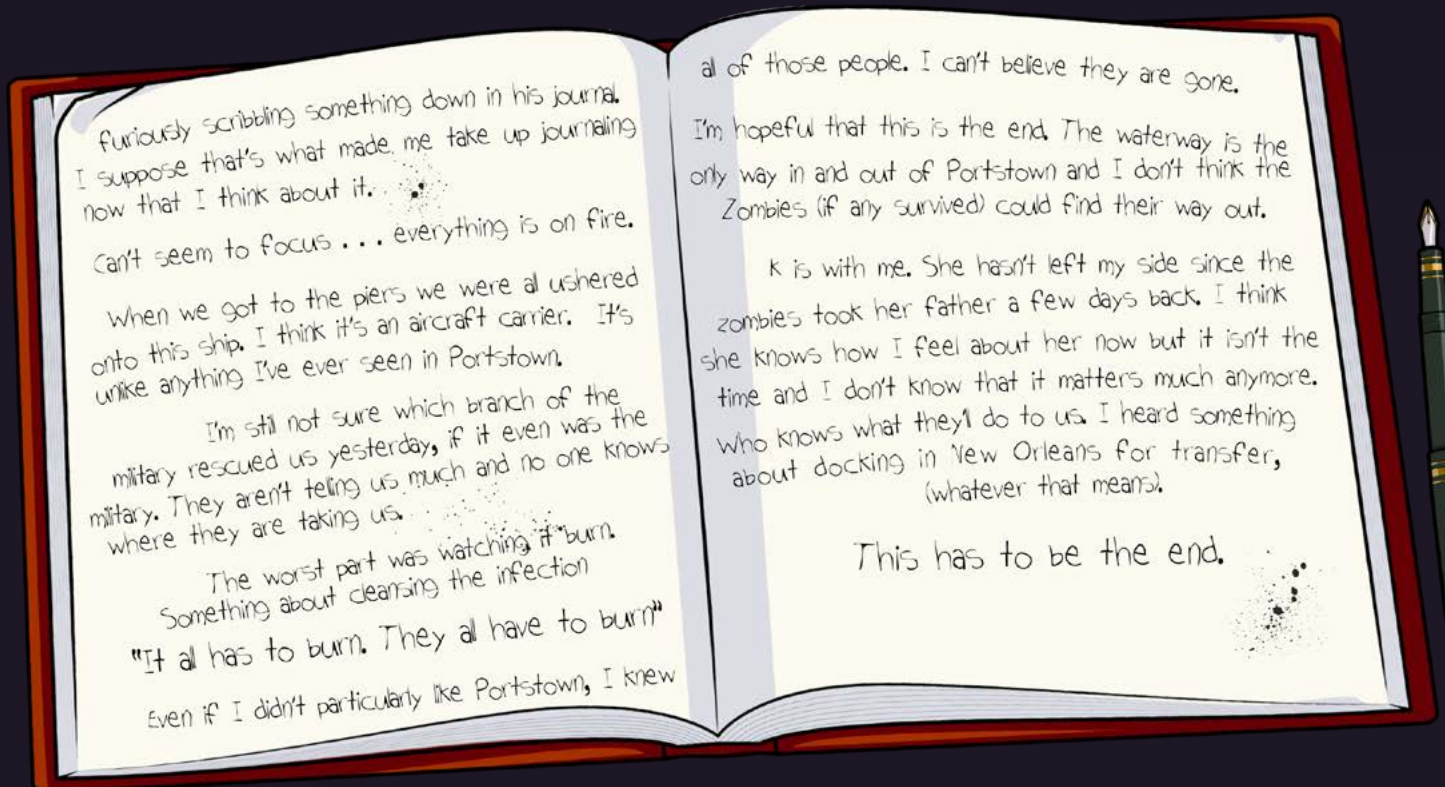 furiously scribbling something down in his journal.
I suppose that's what made me take up journaling
now that I think about it.
Can't seem to focus . . . everything is on fire.
When we got to the piers we were all ushered
onto this ship. I think it's an aircraft carrier. It's
unlike anything I've ever seen in Portstown.
I'm still not sure which branch of the
military rescued us yesterday, if it even was the
military. They aren't telling us much and no one knows
where they are taking us.
The worst part was watching it burn.
Something about cleansing the infection
"It all has to burn. They all have to burn"
Even if I didn't particularly like Portstown, I knew
all of those people. I can't believe they are gone.
I'm hopeful that this is the end. The waterway is the
only way in and out of Portstown and I don't think the
Zombies (if any survived) could find their way out.
K is with me. She hasn't left my side since the
zombies took her father a few days back. I think
she knows how I feel about her now but it isn't the
time and I don't know that it matters much anymore.
Who knows what they'll do to us. I heard something
about docking in New Orleans for transfer,
(whatever that means).
This has to be the end.